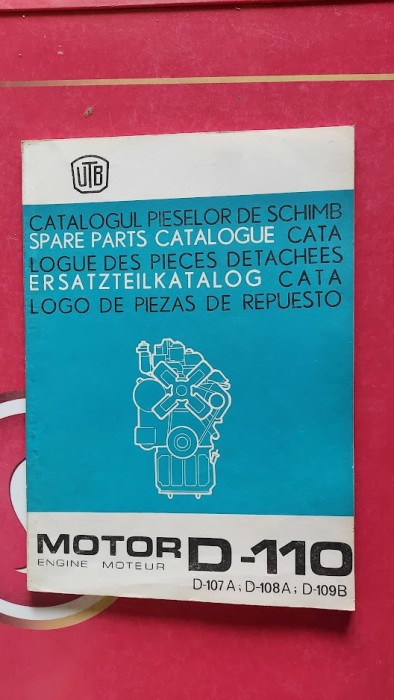 UTB
CATALOGUL PIESELOR DE SCHIMB
SPARE PARTS CATALOGUE CATA
LOGUE DES PIECES DETACHEES
ERSATZTEILKATALOG CATA
LOGO DE PIEZAS DE REPUESTO
MOTOR D-110
ENGINE MOTEUR
D-107A; D-108A; D-109B